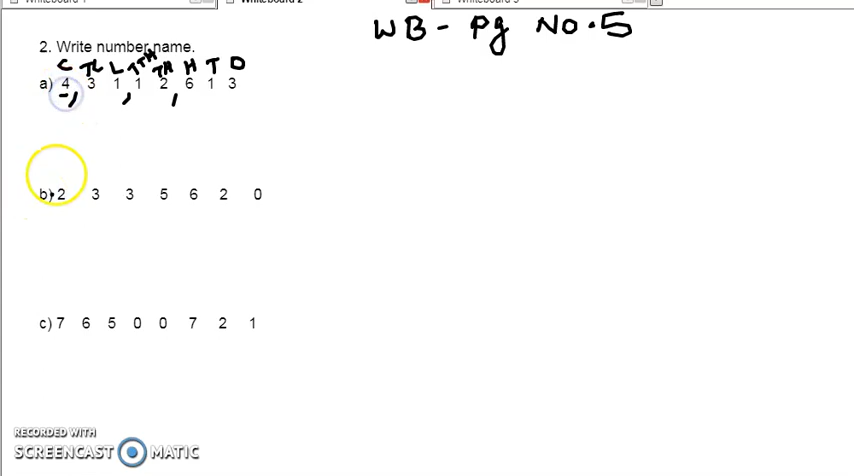 WB - Pg No. 5
2. Write number name.
C TL L TTH TH H T O
a) 4, 3 1, 1 2, 6 1 3
b) 2 3 3 5 6 2 0
c) 7 6 5 0 0 7 2 1
RECORDED WITH
SCREENCAST MATIC